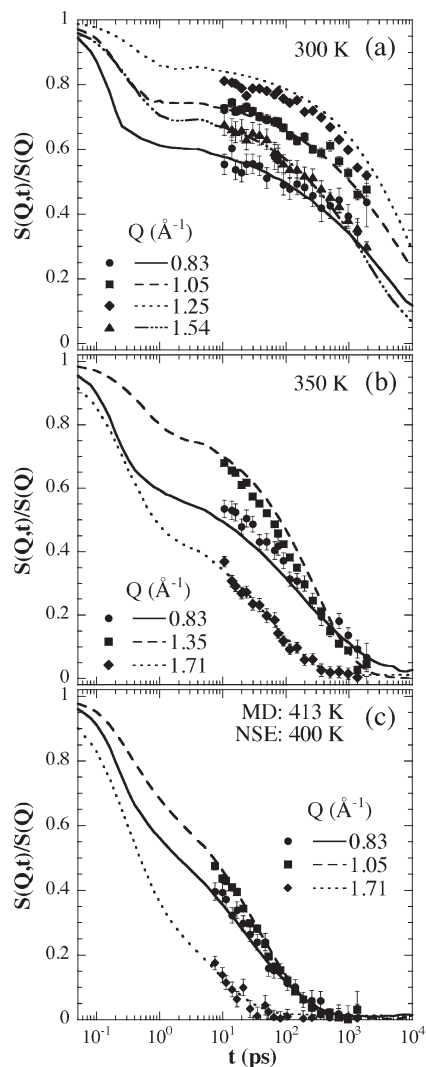 300 K (a)
S(Q,t)/S(Q)
1
0.8
0.6
0.4
0.2
0
Q (Å⁻¹)
0.83
1.05
1.25
1.54
350 K (b)
S(Q,t)/S(Q)
1
0.8
0.6
0.4
0.2
0
Q (Å⁻¹)
0.83
1.35
1.71
MD: 413 K (c)
NSE: 400 K
S(Q,t)/S(Q)
1
0.8
0.6
0.4
0.2
0
Q (Å⁻¹)
0.83
1.05
1.71
10⁻¹ 10⁰ 10¹ 10² 10³ 10⁴
t (ps)